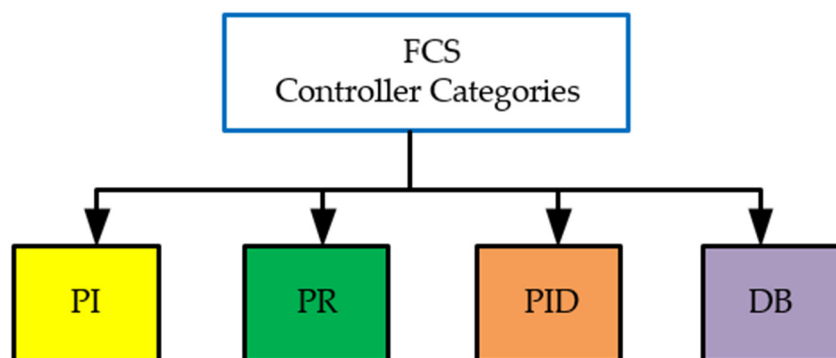 FCS
Controller Categories
PI
PR
PID
DB